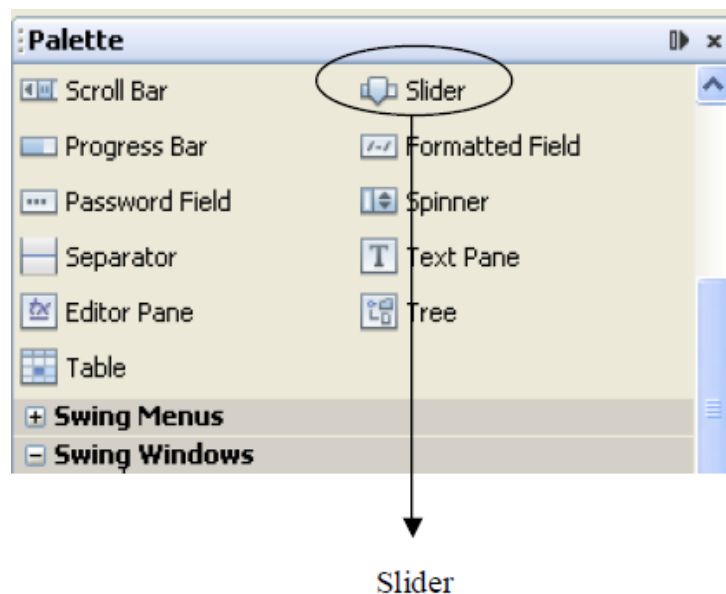 Palette
Scroll Bar Slider
Progress Bar Formatted Field
Password Field Spinner
Separator Text Pane
Editor Pane Tree
Table
Swing Menus
Swing Windows
Slider